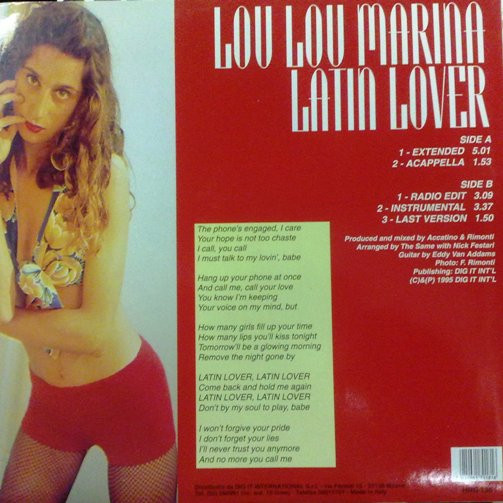 LOU LOU MARINA
LATIN LOVER
SIDE A
1 - EXTENDED 5.01
2 - ACAPPELLA 1.53
SIDE B
1 - RADIO EDIT 3.09
2 - INSTRUMENTAL 3.37
3 - LAST VERSION 1.50
Produced and mixed by Accatino & Rimonti
Arranged by The Same with Nick Festari
Guitar by Eddy Van Addams
Photo: F. Rimonti
Publishing: DIG IT INT'L
(C)&(P) 1995 DIG IT INT'L
The phone's engaged, I care
Your hope is not too chaste
I call, you call
I must talk to my lovin', babe
Hang up your phone at once
And call me, call your love
You know I'm keeping
Your voice on my mind, but
How many girls fill up your time
How many lips you'll kiss tonight
Tomorrow'll be a glowing morning
Remove the night gone by
LATIN LOVER, LATIN LOVER
Come back and hold me again
LATIN LOVER, LATIN LOVER
Don't by my soul to play, babe
I won't forgive your pride
I don't forget your lies
I'll never trust you anymore
And no more you call me
DIG IT INTERNATIONAL
Made in Italy